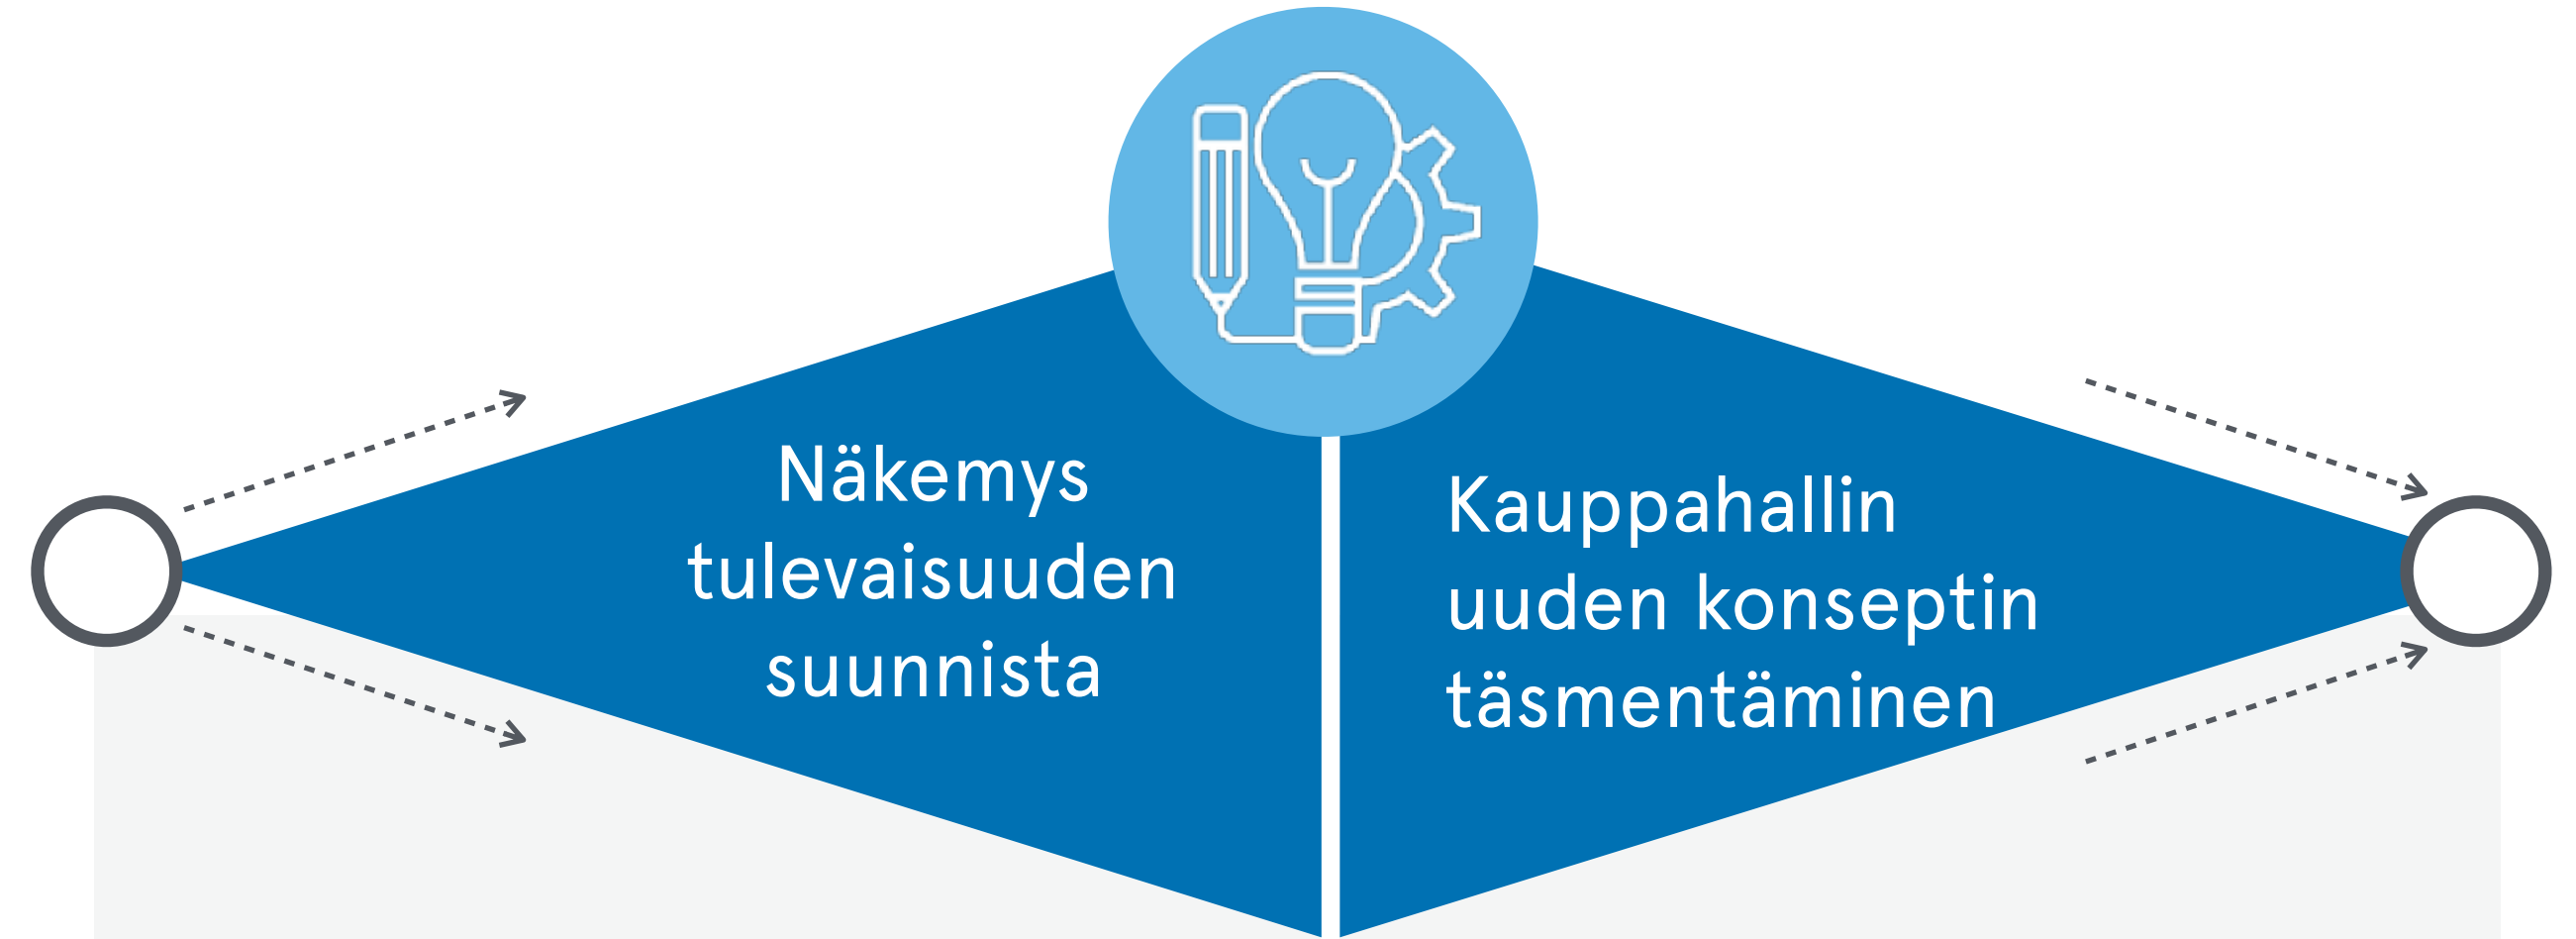 Näkemys
tulevaisuuden
suunnista
Kauppahallin
uuden konseptin
täsmentäminen